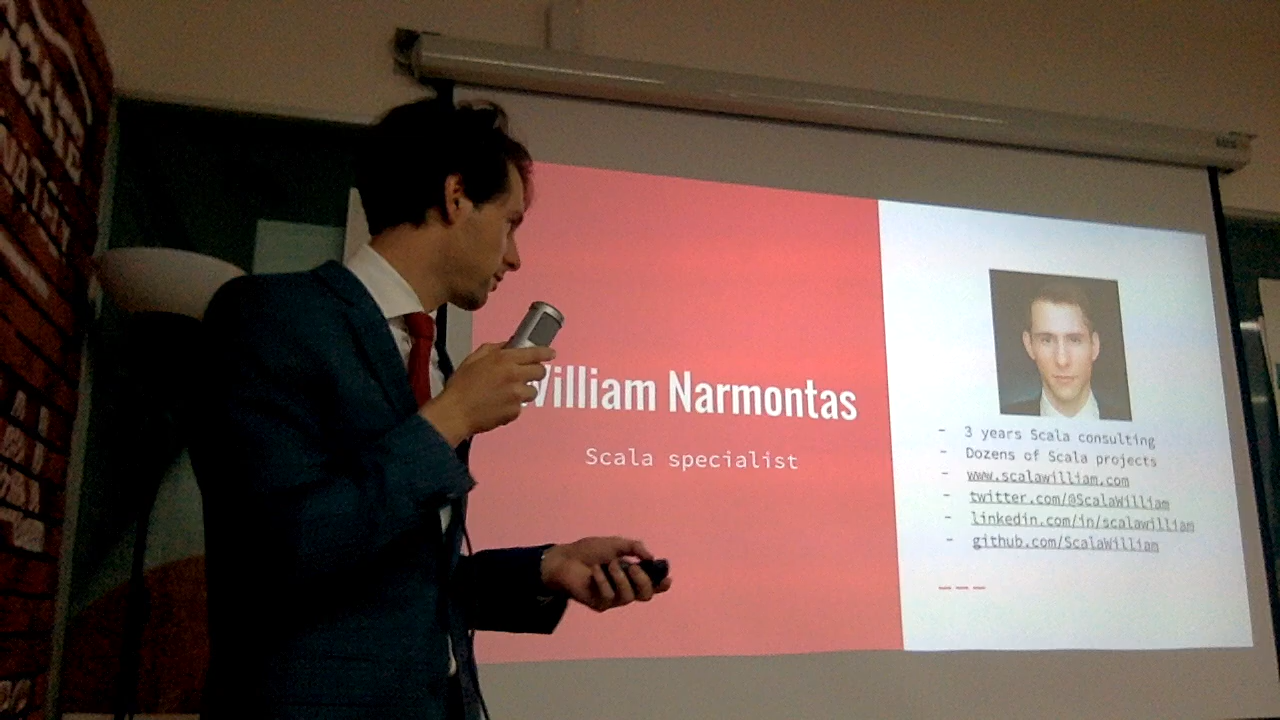 William Narmontas
Scala specialist
- 3 years Scala consulting
- Dozens of Scala projects
- www.scalawilliam.com
- twitter.com/@ScalaWilliam
- linkedin.com/in/scalawilliam
- github.com/ScalaWilliam